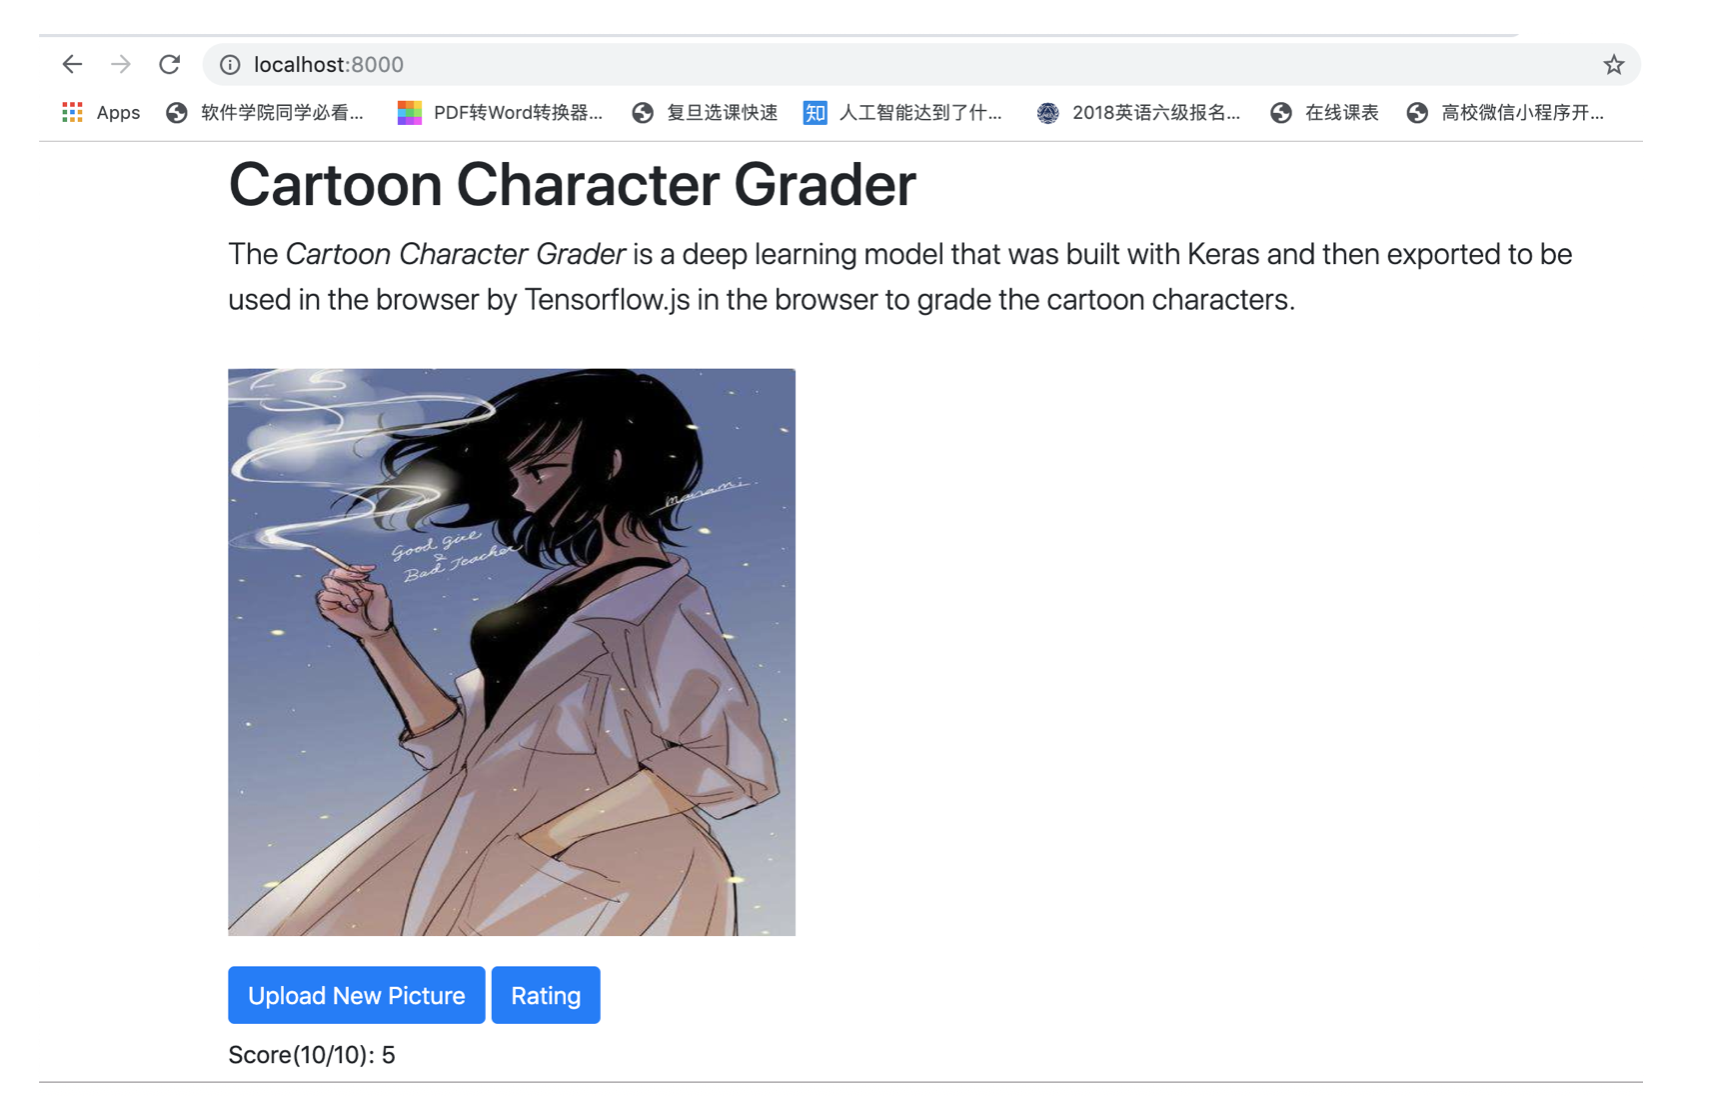 localhost:8000
Apps 软件学院同学必看... PDF转Word转换器... 复旦选课快速 知 人工智能达到了什... 2018英语六级报名... 在线课表 高校微信小程序开...
Cartoon Character Grader
The Cartoon Character Grader is a deep learning model that was built with Keras and then exported to be
used in the browser by Tensorflow.js in the browser to grade the cartoon characters.
marami
Good girl
&
Bad Teacher
Upload New Picture Rating
Score(10/10): 5